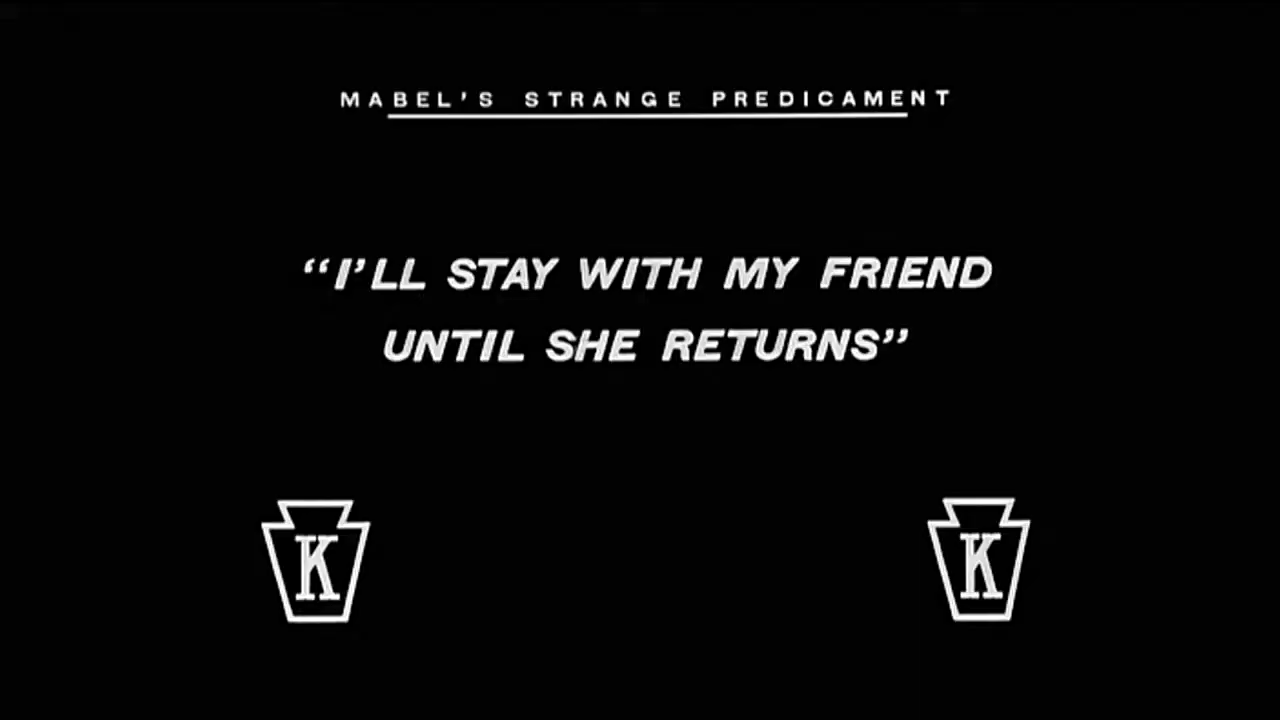 MABEL'S STRANGE PREDICAMENT
“I'LL STAY WITH MY FRIEND
UNTIL SHE RETURNS”
K K